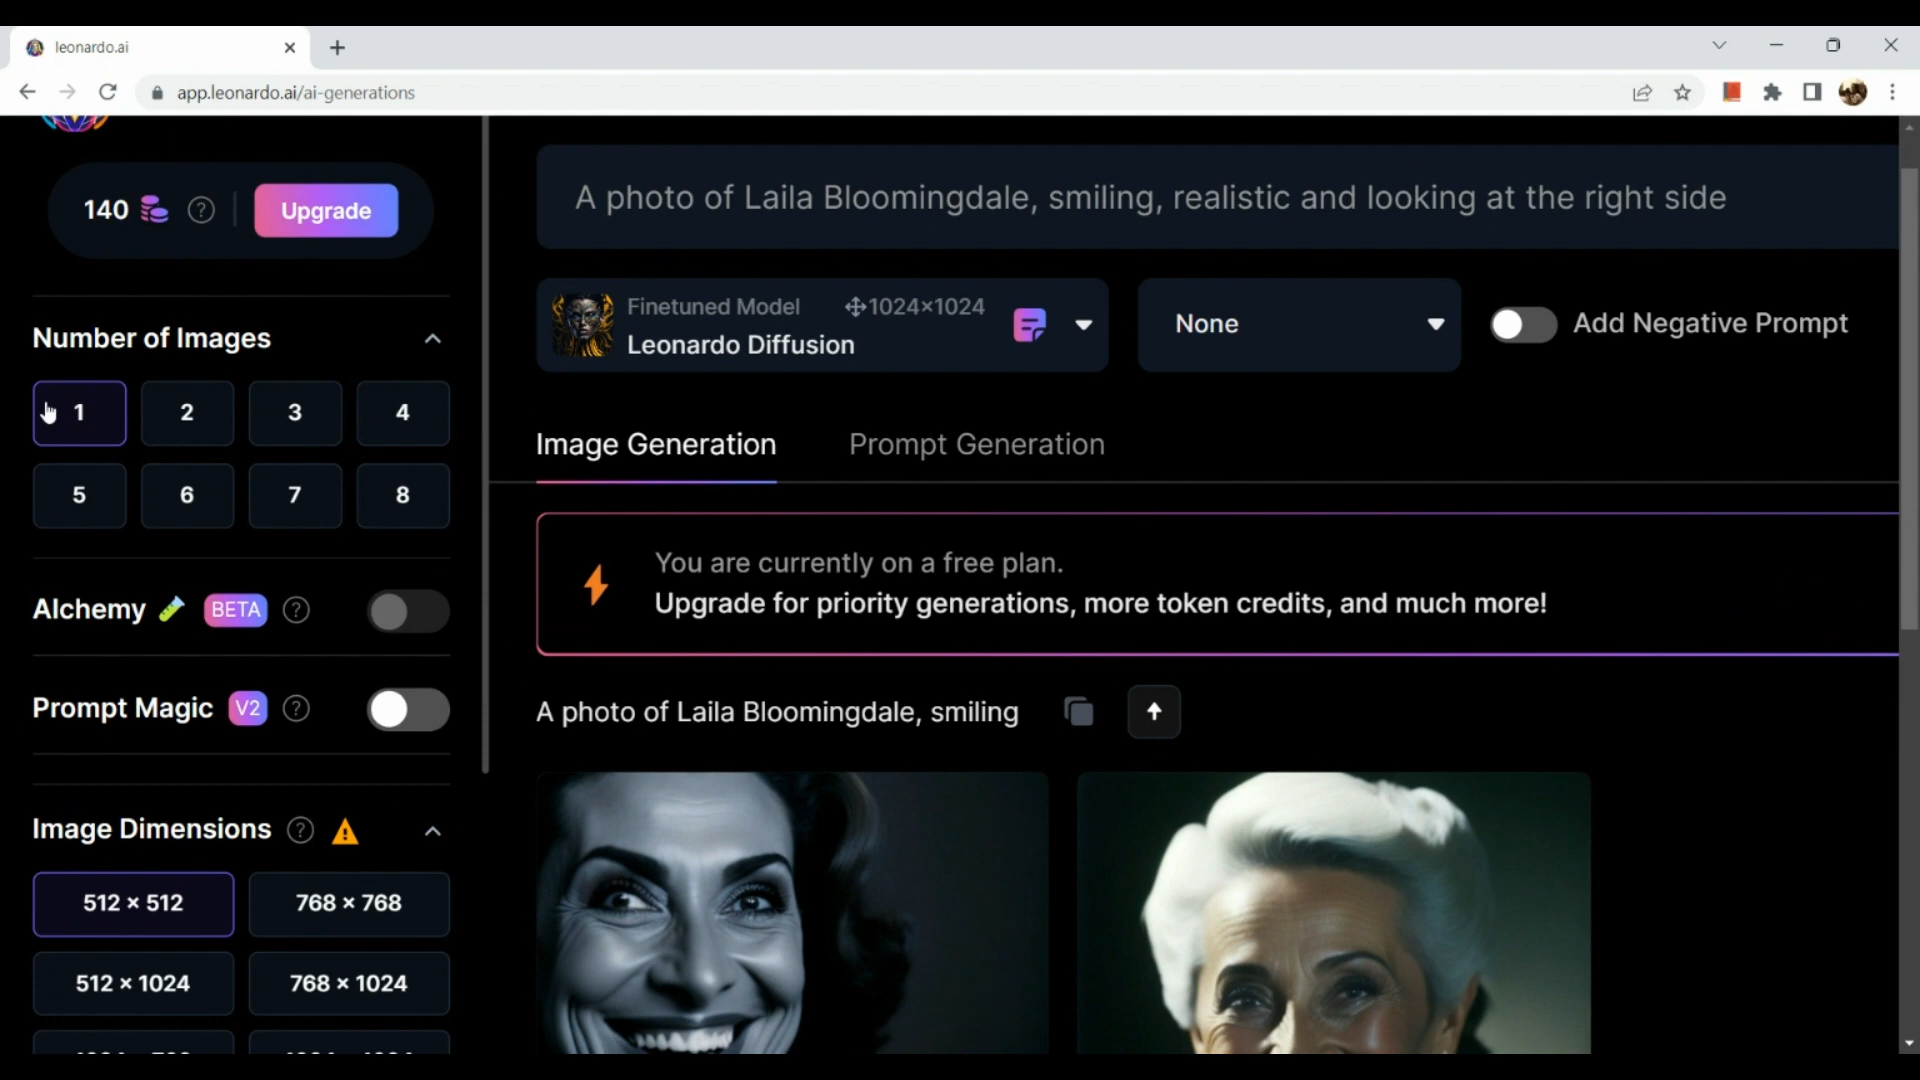 leonardo.ai
app.leonardo.ai/ai-generations
140
Upgrade
Number of Images
1 2 3 4
5 6 7 8
Alchemy BETA
Prompt Magic V2
Image Dimensions
512 × 512 768 × 768
512 × 1024 768 × 1024
A photo of Laila Bloomingdale, smiling, realistic and looking at the right side
Finetuned Model 1024×1024
Leonardo Diffusion
None
Add Negative Prompt
Image Generation Prompt Generation
You are currently on a free plan.
Upgrade for priority generations, more token credits, and much more!
A photo of Laila Bloomingdale, smiling